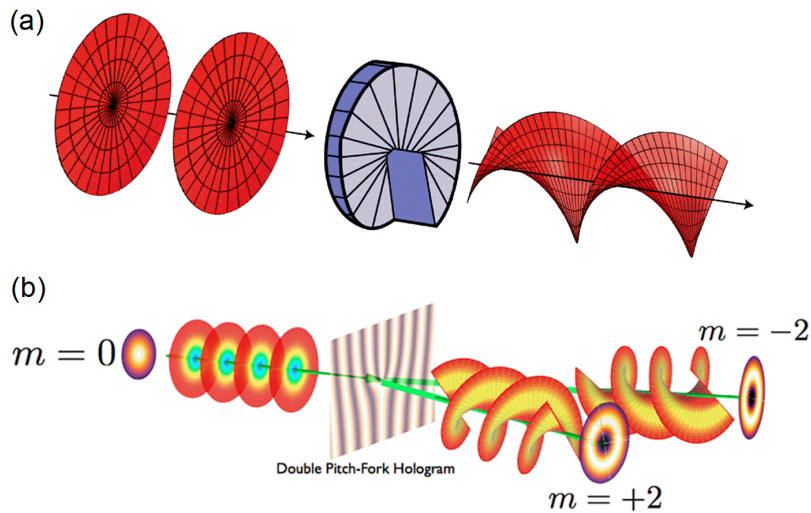 (a)
(b)
m = 0
m = −2
Double Pitch-Fork Hologram
m = +2